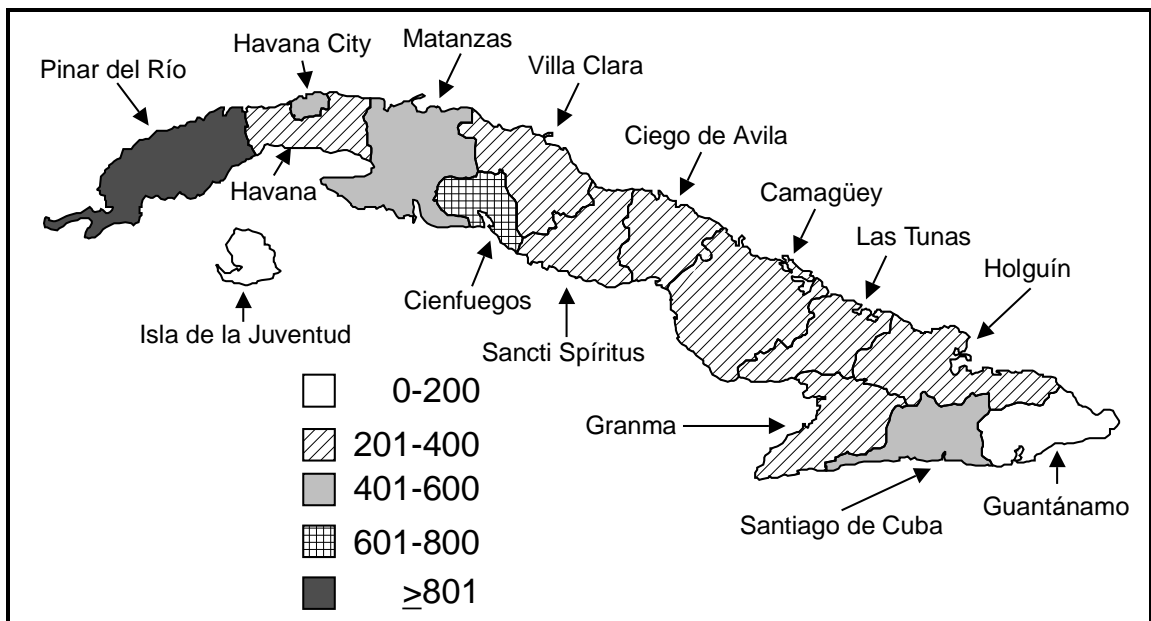 Havana City
Matanzas
Pinar del Río
Villa Clara
Ciego de Avila
Camagüey
Havana
Las Tunas
Holguín
Cienfuegos
Isla de la Juventud
Sancti Spíritus
0-200
201-400
401-600
601-800
≥801
Granma
Guantánamo
Santiago de Cuba